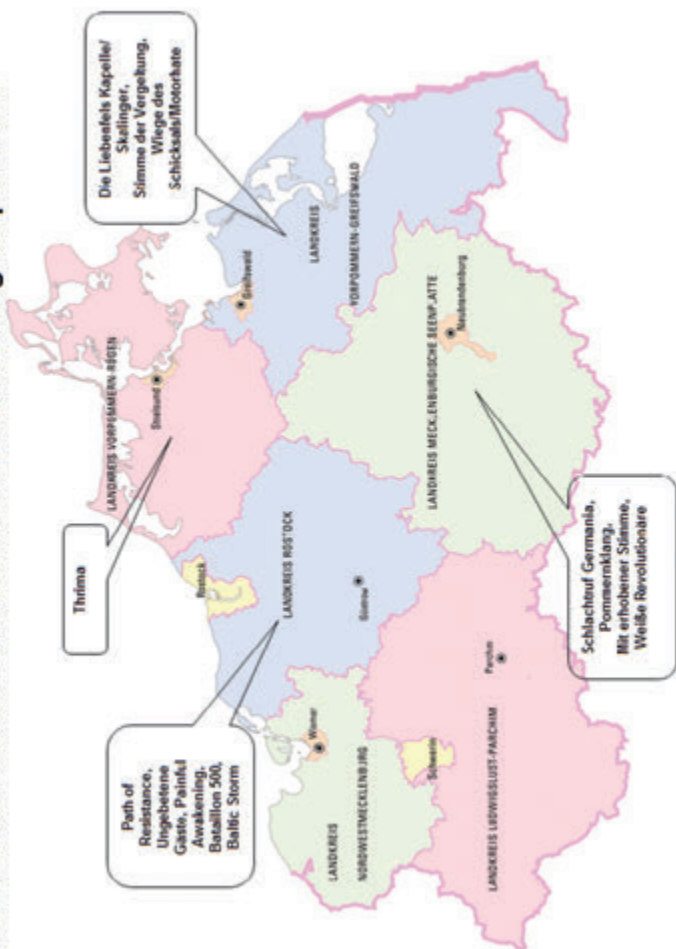 Thrima
Path of
Resistance,
Ungebetene
Gäste, Painful
Awakening,
Bataillon 500,
Baltic Storm
Die Liebenfels Kapelle/
Skalinger,
Stimme der Vergeltung,
Wiege des
Schicksals/Motorhate
Schlachtruf Germania,
Pommernklang,
Mit erhobener Stimme,
Weiße Revolutionäre
LANDKREIS VORPOMMERN-RÜGEN
Stralsund
Greifswald
LANDKREIS
VORPOMMERN-GREIFSWALD
Rostock
LANDKREIS ROSTOCK
Güstrow
Wismar
LANDKREIS
NORDWESTMECKLENBURG
Schwerin
LANDKREIS LUDWIGSLUST-PARCHIM
Parchim
LANDKREIS MECKLENBURGISCHE SEENPLATTE
Neubrandenburg